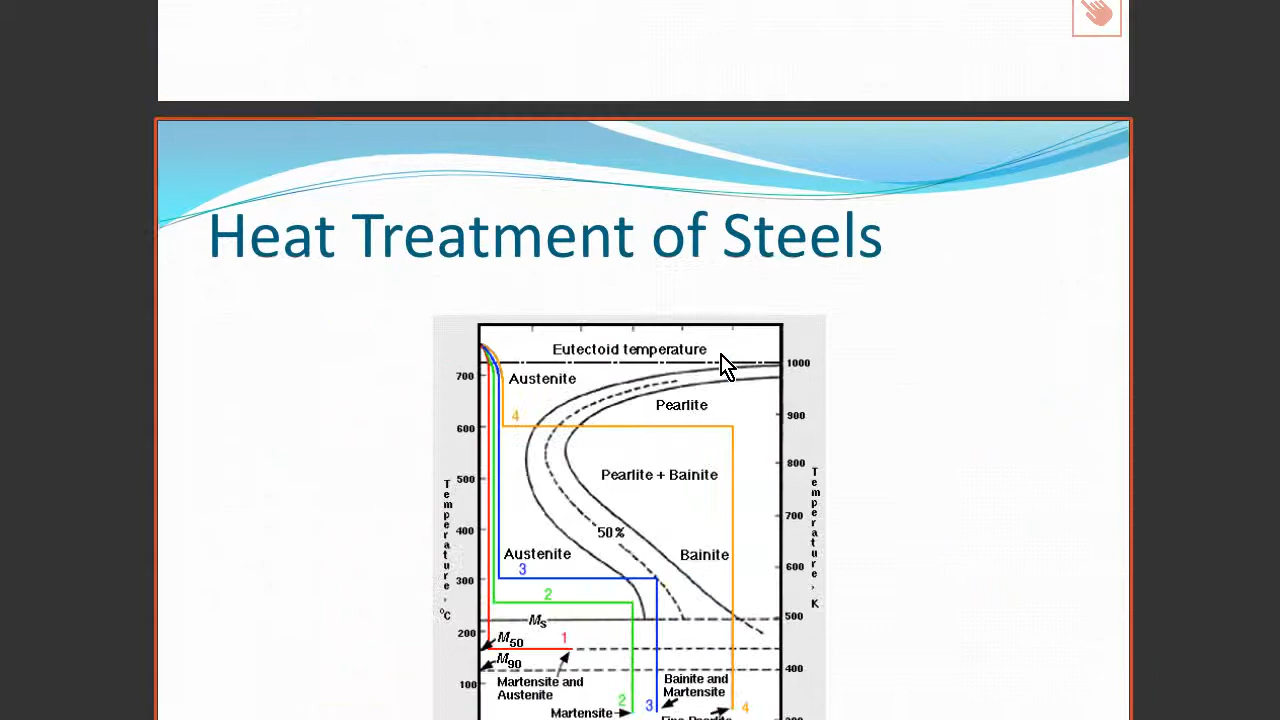 Heat Treatment of Steels
Eutectoid temperature
1000
700
Austenite
Pearlite
4
900
600
800
Pearlite + Bainite
500
Temperature, °C
Temperature, K
700
50%
400
Austenite
Bainite
3
600
300
2
500
Ms
200
M50
1
M90
400
Martensite and
Austenite
Bainite and
Martensite
100
2
3
4
Martensite
Fine Pearlite